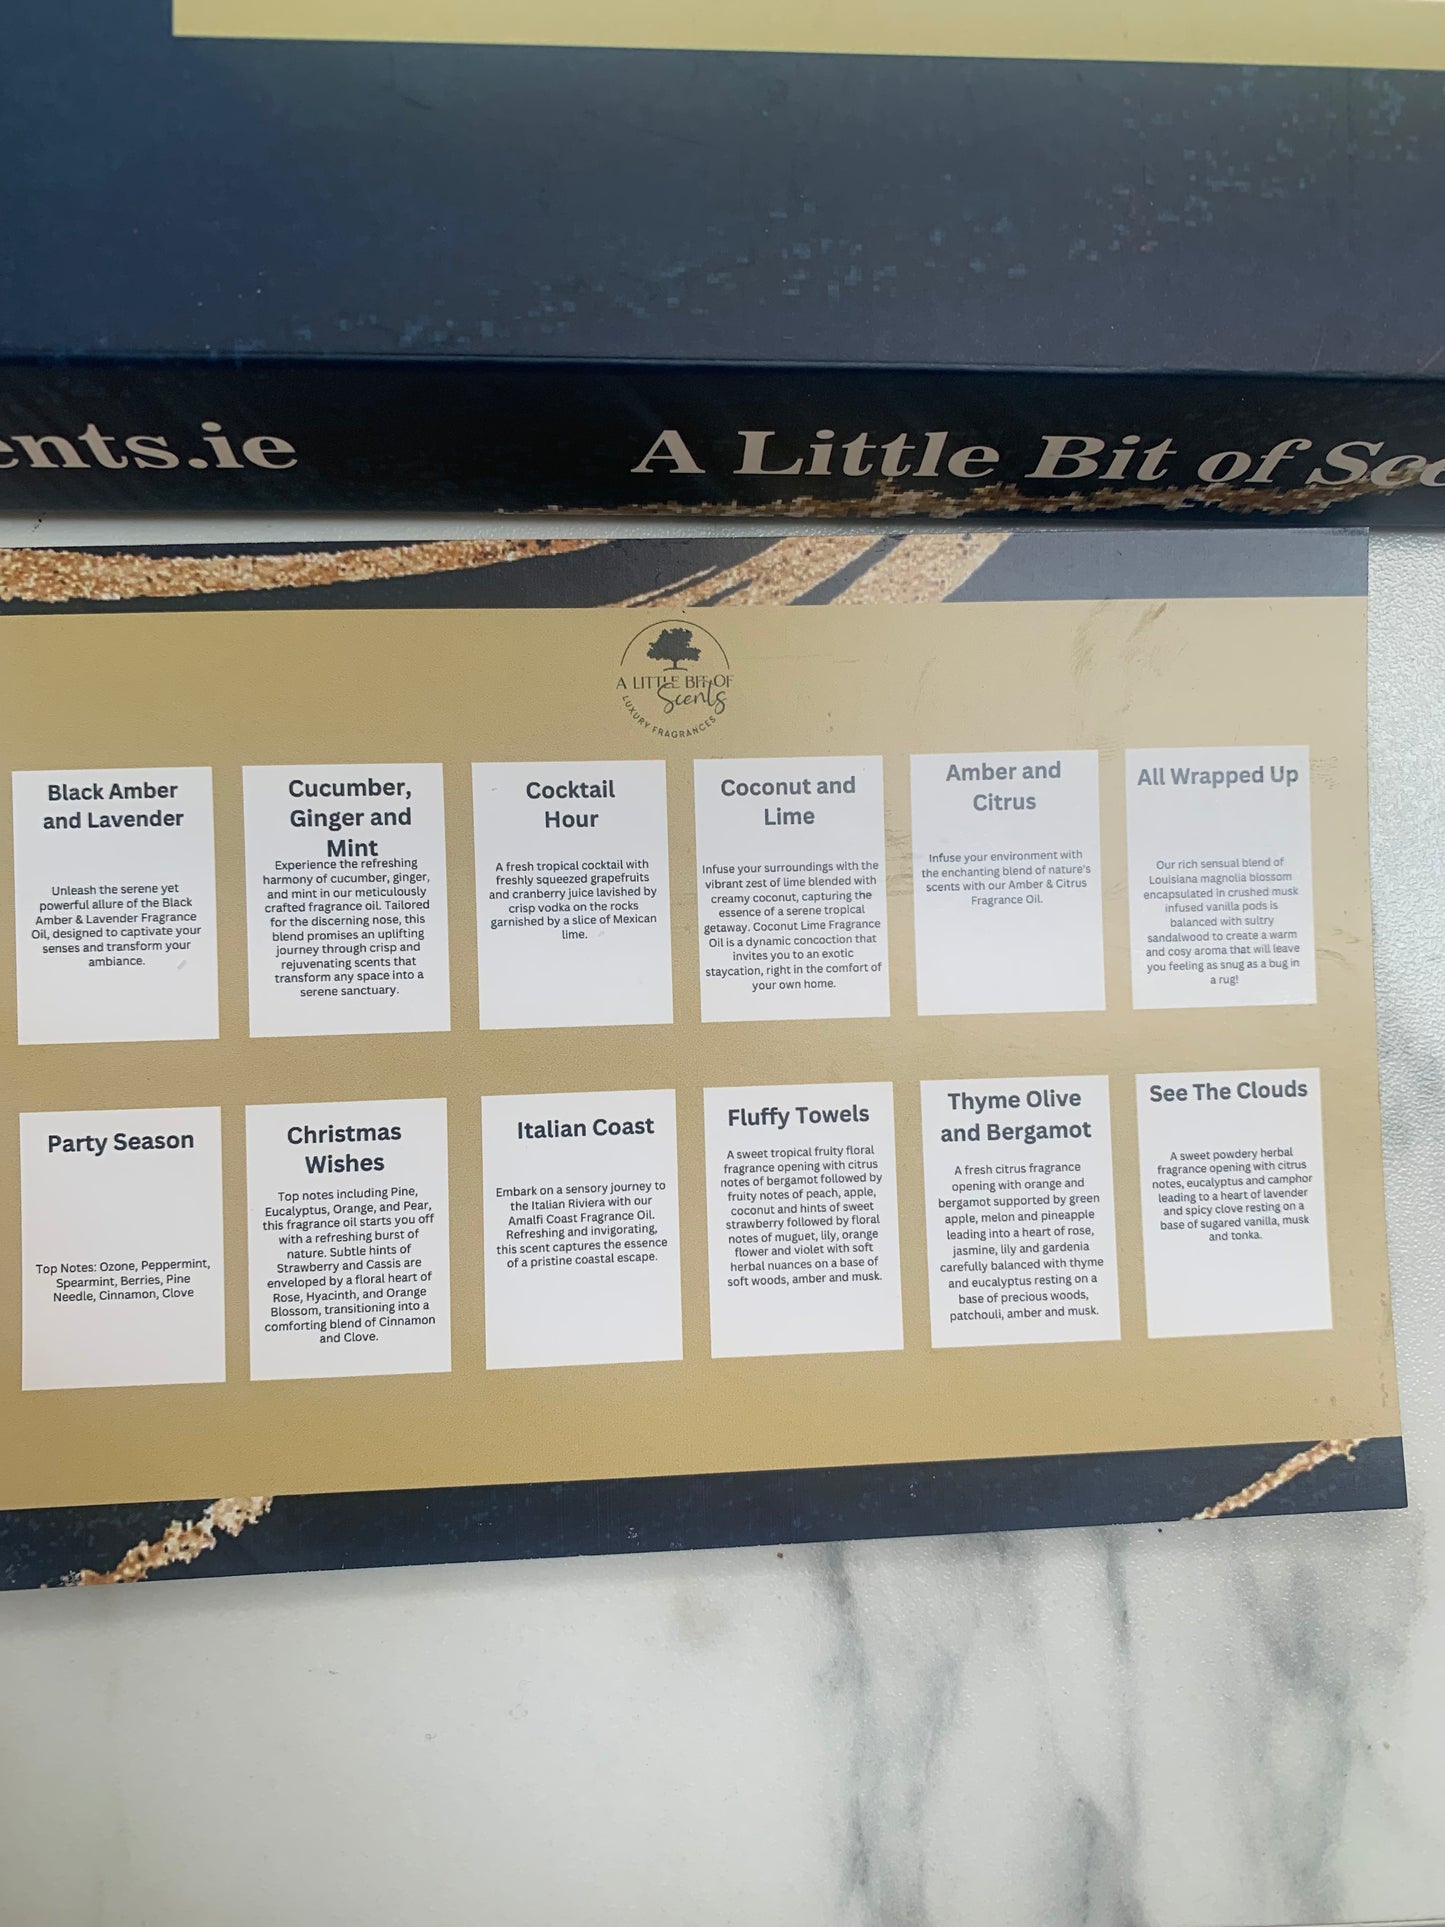 ents.ie
A Little Bit of Sce
A LITTLE BIT OF
Scents
LUXURY FRAGRANCES
Black Amber
and Lavender
Unleash the serene yet
powerful allure of the Black
Amber & Lavender Fragrance
Oil, designed to captivate your
senses and transform your
ambiance.
Cucumber,
Ginger and
Mint
Experience the refreshing
harmony of cucumber, ginger,
and mint in our meticulously
crafted fragrance oil. Tailored
for the discerning nose, this
blend promises an uplifting
journey through crisp and
rejuvenating scents that
transform any space into a
serene sanctuary.
Cocktail
Hour
A fresh tropical cocktail with
freshly squeezed grapefruits
and cranberry juice lavished by
crisp vodka on the rocks
garnished by a slice of Mexican
lime.
Coconut and
Lime
Infuse your surroundings with the
vibrant zest of lime blended with
creamy coconut, capturing the
essence of a serene tropical
getaway. Coconut Lime Fragrance
Oil is a dynamic concoction that
invites you to an exotic
staycation, right in the comfort of
your own home.
Amber and
Citrus
Infuse your environment with
the enchanting blend of nature's
scents with our Amber & Citrus
Fragrance Oil.
All Wrapped Up
Our rich sensual blend of
Louisiana magnolia blossom
encapsulated in crushed musk
infused vanilla pods is
balanced with sultry
sandalwood to create a warm
and cosy aroma that will leave
you feeling as snug as a bug in
a rug!
Party Season
Top Notes: Ozone, Peppermint,
Spearmint, Berries, Pine
Needle, Cinnamon, Clove
Christmas
Wishes
Top notes including Pine,
Eucalyptus, Orange, and Pear,
this fragrance oil starts you off
with a refreshing burst of
nature. Subtle hints of
Strawberry and Cassis are
enveloped by a floral heart of
Rose, Hyacinth, and Orange
Blossom, transitioning into a
comforting blend of Cinnamon
and Clove.
Italian Coast
Embark on a sensory journey to
the Italian Riviera with our
Amalfi Coast Fragrance Oil.
Refreshing and invigorating,
this scent captures the essence
of a pristine coastal escape.
Fluffy Towels
A sweet tropical fruity floral
fragrance opening with citrus
notes of bergamot followed by
fruity notes of peach, apple,
coconut and hints of sweet
strawberry followed by floral
notes of muguet, lily, orange
flower and violet with soft
herbal nuances on a base of
soft woods, amber and musk.
Thyme Olive
and Bergamot
A fresh citrus fragrance
opening with orange and
bergamot supported by green
apple, melon and pineapple
leading into a heart of rose,
jasmine, lily and gardenia
carefully balanced with thyme
and eucalyptus resting on a
base of precious woods,
patchouli, amber and musk.
See The Clouds
A sweet powdery herbal
fragrance opening with citrus
notes, eucalyptus and camphor
leading to a heart of lavender
and spicy clove resting on a
base of sugared vanilla, musk
and tonka.